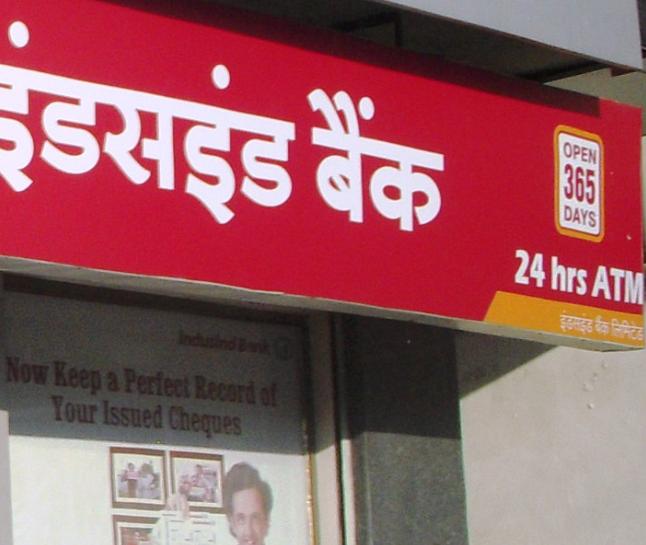 इंडसइंड बैंक
OPEN
365
DAYS
24 hrs ATM
इंडसइंड बैंक लिमिटेड
IndusInd Bank
Now Keep a Perfect Record of
Your Issued Cheques